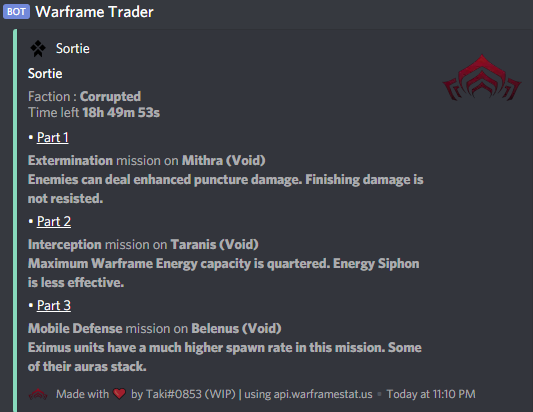 BOT Warframe Trader
Sortie
Sortie
Faction : Corrupted
Time left 18h 49m 53s
• Part 1
Extermination mission on Mithra (Void)
Enemies can deal enhanced puncture damage. Finishing damage is
not resisted.
• Part 2
Interception mission on Taranis (Void)
Maximum Warframe Energy capacity is quartered. Energy Siphon
is less effective.
• Part 3
Mobile Defense mission on Belenus (Void)
Eximus units have a much higher spawn rate in this mission. Some
of their auras stack.
Made with ❤ by Taki#0853 (WIP) | using api.warframestat.us • Today at 11:10 PM